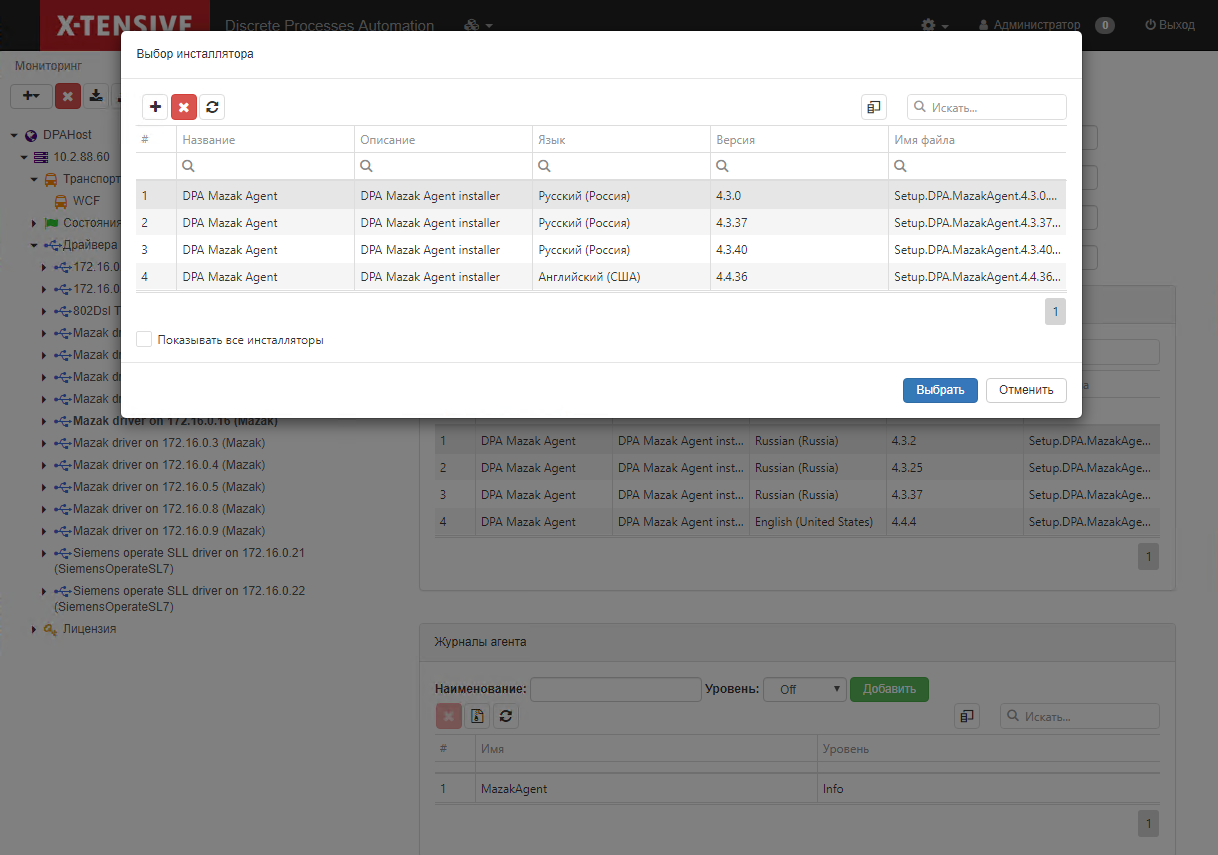 X-TENSIVE Discrete Processes Automation Администратор 0 Выход
Мониторинг
Выбор инсталлятора
Искать...
# Название Описание Язык Версия Имя файла
1 DPA Mazak Agent DPA Mazak Agent installer Русский (Россия) 4.3.0 Setup.DPA.MazakAgent.4.3.0....
2 DPA Mazak Agent DPA Mazak Agent installer Русский (Россия) 4.3.37 Setup.DPA.MazakAgent.4.3.37...
3 DPA Mazak Agent DPA Mazak Agent installer Русский (Россия) 4.3.40 Setup.DPA.MazakAgent.4.3.40...
4 DPA Mazak Agent DPA Mazak Agent installer Английский (США) 4.4.36 Setup.DPA.MazakAgent.4.4.36...
1
Показывать все инсталляторы
Выбрать Отменить
DPAHost
10.2.88.60
Транспорт
WCF
Состояния
Драйвера
172.16.0
172.16.0
802Dsl T
Mazak dr
Mazak dr
Mazak dr
Mazak dr
Mazak driver on 172.16.0.16 (Mazak)
Mazak driver on 172.16.0.3 (Mazak)
Mazak driver on 172.16.0.4 (Mazak)
Mazak driver on 172.16.0.5 (Mazak)
Mazak driver on 172.16.0.8 (Mazak)
Mazak driver on 172.16.0.9 (Mazak)
Siemens operate SLL driver on 172.16.0.21
(SiemensOperateSL7)
Siemens operate SLL driver on 172.16.0.22
(SiemensOperateSL7)
Лицензия
1 DPA Mazak Agent DPA Mazak Agent inst... Russian (Russia) 4.3.2 Setup.DPA.MazakAge...
2 DPA Mazak Agent DPA Mazak Agent inst... Russian (Russia) 4.3.25 Setup.DPA.MazakAge...
3 DPA Mazak Agent DPA Mazak Agent inst... Russian (Russia) 4.3.37 Setup.DPA.MazakAge...
4 DPA Mazak Agent DPA Mazak Agent inst... English (United States) 4.4.4 Setup.DPA.MazakAge...
1
Журналы агента
Наименование: Уровень: Off Добавить
Искать...
# Имя Уровень
1 MazakAgent Info
1